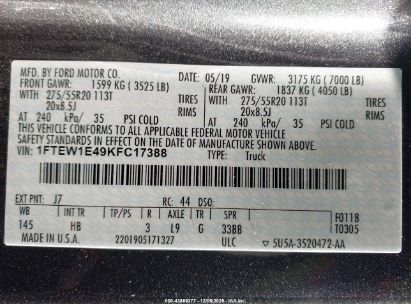 MFD. BY FORD MOTOR CO.
DATE: 05/19 GVWR: 3175 KG ( 7000 LB)
FRONT GAWR: 1599 KG ( 3525 LB)
REAR GAWR: 1837 KG ( 4050 LB)
WITH 275/55R20 113T TIRES
WITH 275/55R20 113T TIRES
20x8.5J RIMS
20x8.5J RIMS
AT 240 kPa/ 35 PSI COLD
AT 240 kPa/ 35 PSI COLD
THIS VEHICLE CONFORMS TO ALL APPLICABLE FEDERAL MOTOR VEHICLE
SAFETY STANDARDS IN EFFECT ON THE DATE OF MANUFACTURE SHOWN ABOVE.
VIN: 1FTEW1E49KFC17388
TYPE: Truck
EXT PNT: J7 RC: 44 DSO:
WB BRK INT TR TP/PS R AXLE TR SPR
F0118
145 HB 3 L9 G 33BB
T0305
MADE IN U.S.A. 2201905171327 ULC 5U5A-3520472-AA